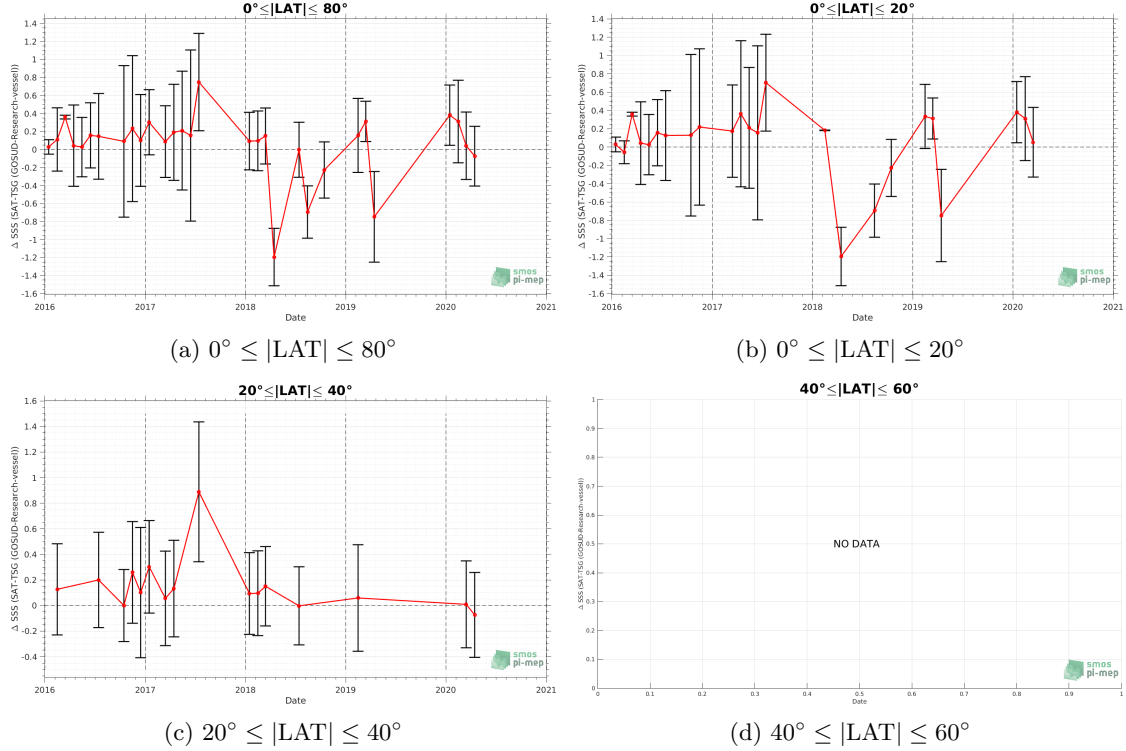 0°≤|LAT|≤ 80°
Δ SSS (SAT-TSG (GOSUD-Research-vessel))
1.4
1.2
1
0.8
0.6
0.4
0.2
0
-0.2
-0.4
-0.6
-0.8
-1
-1.2
-1.4
-1.6
2016 2017 2018 2019 2020 2021
Date
smos
pi-mep
(a) 0° ≤ |LAT| ≤ 80°
0°≤|LAT|≤ 20°
Δ SSS (SAT-TSG (GOSUD-Research-vessel))
1.4
1.2
1
0.8
0.6
0.4
0.2
0
-0.2
-0.4
-0.6
-0.8
-1
-1.2
-1.4
-1.6
2016 2017 2018 2019 2020 2021
Date
smos
pi-mep
(b) 0° ≤ |LAT| ≤ 20°
20°≤|LAT|≤ 40°
Δ SSS (SAT-TSG (GOSUD-Research-vessel))
1.6
1.4
1.2
1
0.8
0.6
0.4
0.2
0
-0.2
-0.4
2016 2017 2018 2019 2020 2021
Date
smos
pi-mep
(c) 20° ≤ |LAT| ≤ 40°
40°≤|LAT|≤ 60°
Δ SSS (SAT-TSG (GOSUD-Research-vessel))
1
0.9
0.8
0.7
0.6
0.5
0.4
0.3
0.2
0.1
0
NO DATA
0 0.1 0.2 0.3 0.4 0.5 0.6 0.7 0.8 0.9 1
Date
smos
pi-mep
(d) 40° ≤ |LAT| ≤ 60°